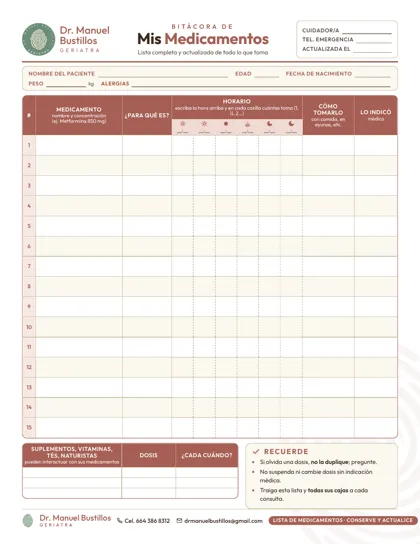 Dr. Manuel
Bustillos
GERIATRA
BITÁCORA DE
Mis Medicamentos
Lista completa y actualizada de todo lo que toma
CUIDADOR/A
TEL. EMERGENCIA
ACTUALIZADA EL
NOMBRE DEL PACIENTE EDAD FECHA DE NACIMIENTO
PESO kg ALERGIAS
#
MEDICAMENTO
nombre y concentración
(ej. Metformina 850 mg)
¿PARA QUÉ ES?
HORARIO
escriba la hora arriba y en cada casilla cuántas toma (1,
½, 2…)
CÓMO
TOMARLO
con comida, en
ayunas, etc.
LO INDICÓ
médico
1
2
3
4
5
6
7
8
9
10
11
12
13
14
15
SUPLEMENTOS, VITAMINAS,
TÉS, NATURISTAS
pueden interactuar con sus medicamentos
DOSIS
¿CADA CUÁNDO?
RECUERDE
Si olvida una dosis, no la duplique; pregunte.
No suspenda ni cambie dosis sin indicación
médica.
Traiga esta lista y todas sus cajas a cada
consulta.
Dr. Manuel Bustillos
GERIATRA
Cel. 664 386 8312
drmanuelbustillos@gmail.com
LISTA DE MEDICAMENTOS · CONSERVE Y ACTUALICE